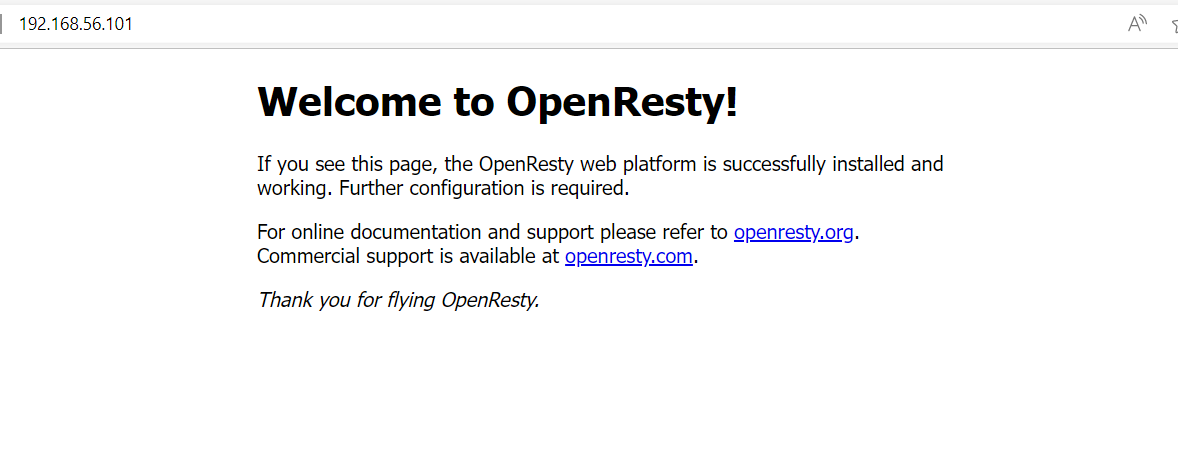 192.168.56.101
Welcome to OpenResty!
If you see this page, the OpenResty web platform is successfully installed and
working. Further configuration is required.
For online documentation and support please refer to openresty.org.
Commercial support is available at openresty.com.
Thank you for flying OpenResty.